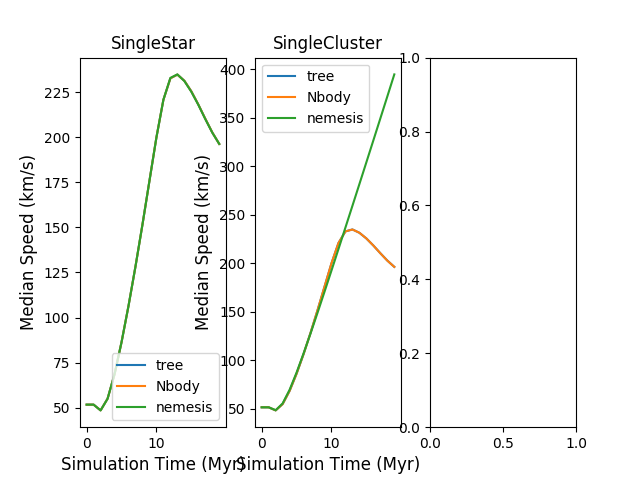 SingleStar
Median Speed (km/s)
225
200
175
150
125
100
75
50
0
10
Simulation Time (Myr)
tree
Nbody
nemesis
SingleCluster
Median Speed (km/s)
400
350
300
250
200
150
100
50
0
10
Simulation Time (Myr)
tree
Nbody
nemesis
1.0
0.8
0.6
0.4
0.2
0.0
0.0
0.5
1.0